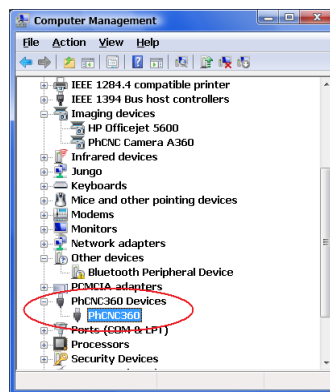 Computer Management
File Action View Help
IEEE 1284.4 compatible printer
IEEE 1394 Bus host controllers
Imaging devices
HP Officejet 5600
PhCNC Camera A360
Infrared devices
Jungo
Keyboards
Mice and other pointing devices
Modems
Monitors
Network adapters
Other devices
Bluetooth Peripheral Device
PCMCIA adapters
PhCNC360 Devices
PhCNC360
Ports (COM & LPT)
Processors
Security Devices